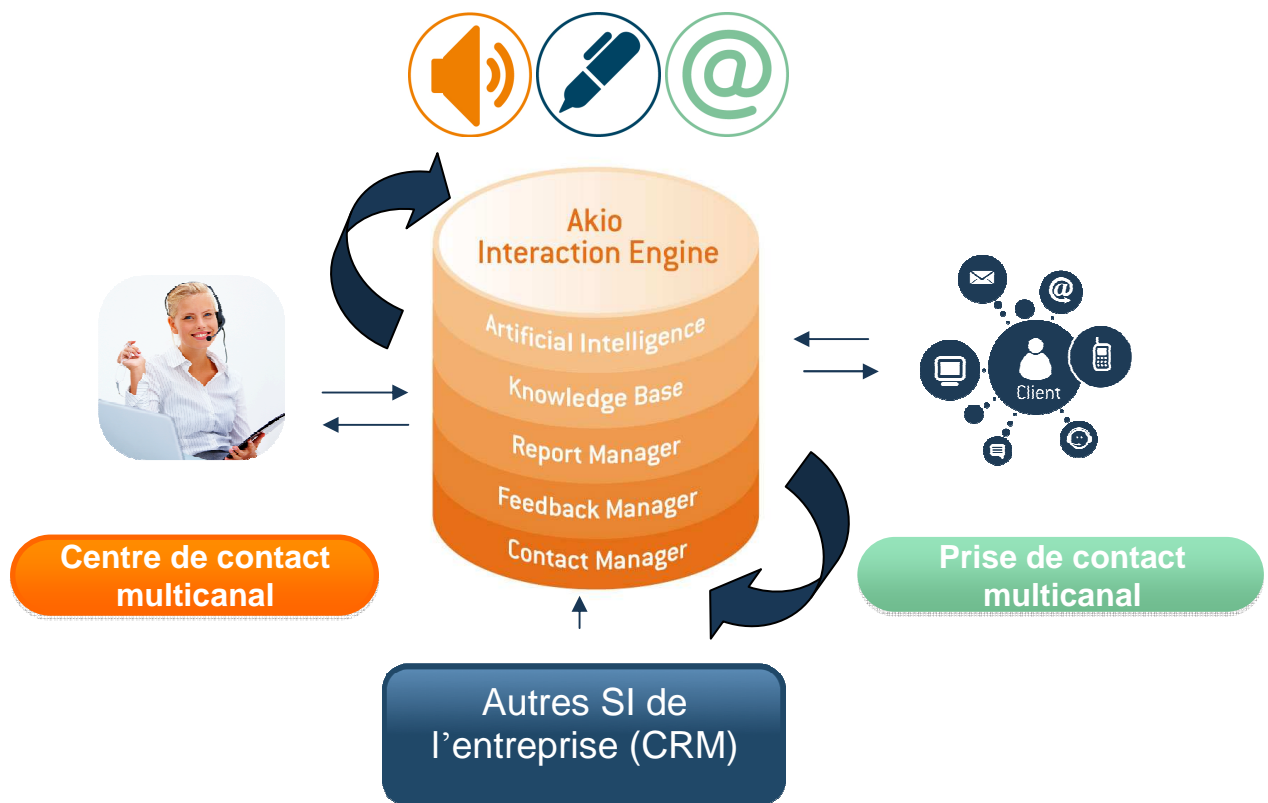 Akio
Interaction Engine
Artificial Intelligence
Knowledge Base
Report Manager
Feedback Manager
Contact Manager
@
Client
Centre de contact
multicanal
Prise de contact
multicanal
Autres SI de
l’entreprise (CRM)